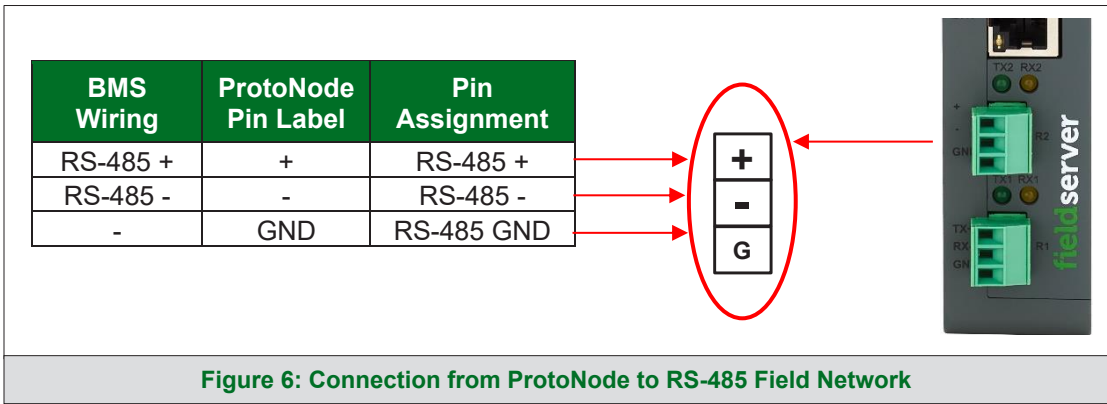 BMS Wiring
ProtoNode Pin Label
Pin Assignment
RS-485 +
+
RS-485 +
RS-485 -
-
RS-485 -
-
GND
RS-485 GND
+
-
G
TX2 RX2
+
-
GN
R2
TX1 RX1
TX
RX
GN
R1
fieldserver
Figure 6: Connection from ProtoNode to RS-485 Field Network